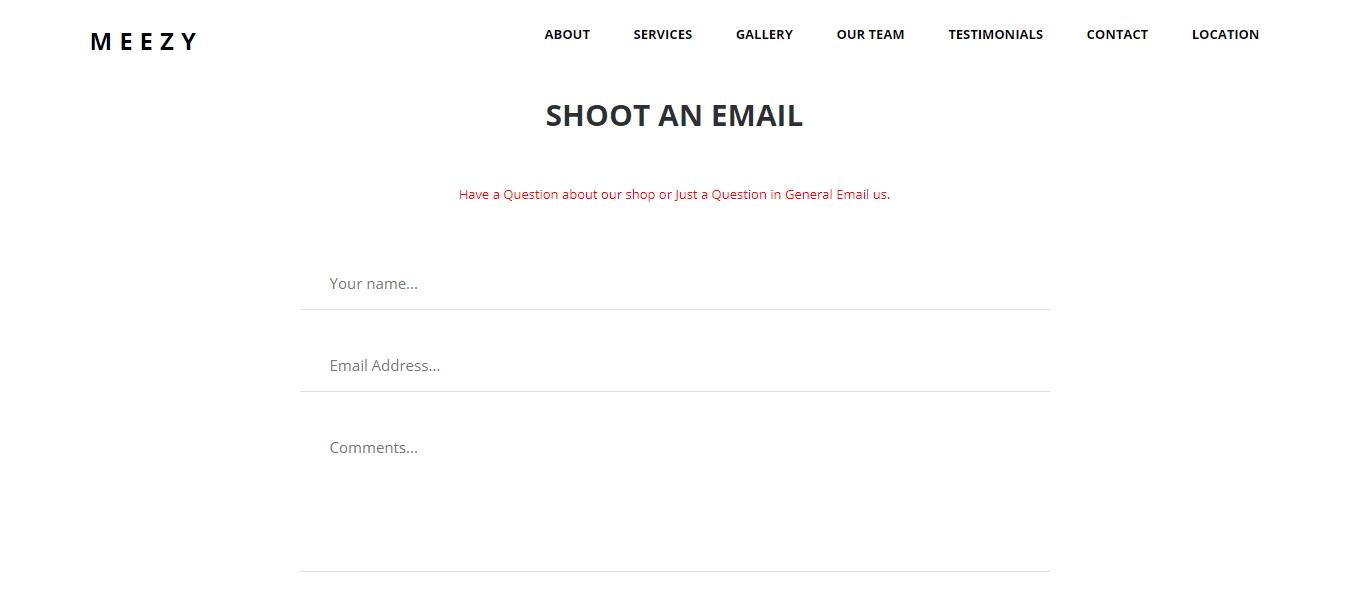 MEEZY
ABOUT SERVICES GALLERY OUR TEAM TESTIMONIALS CONTACT LOCATION
SHOOT AN EMAIL
Have a Question about our shop or Just a Question in General Email us.
Your name...
Email Address...
Comments...